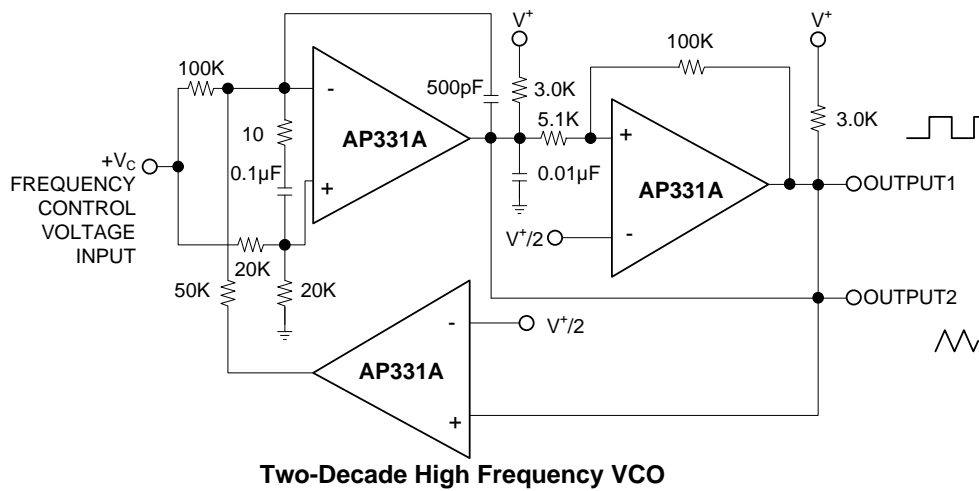 V⁺
V⁺
100K
100K
500pF
3.0K
-
5.1K
3.0K
10
AP331A
+
AP331A
+V_C
0.1µF
0.01µF
FREQUENCY
CONTROL
VOLTAGE
INPUT
+
OUTPUT1
V⁺/2
-
20K
50K
20K
OUTPUT2
-
V⁺/2
AP331A
+
Two-Decade High Frequency VCO